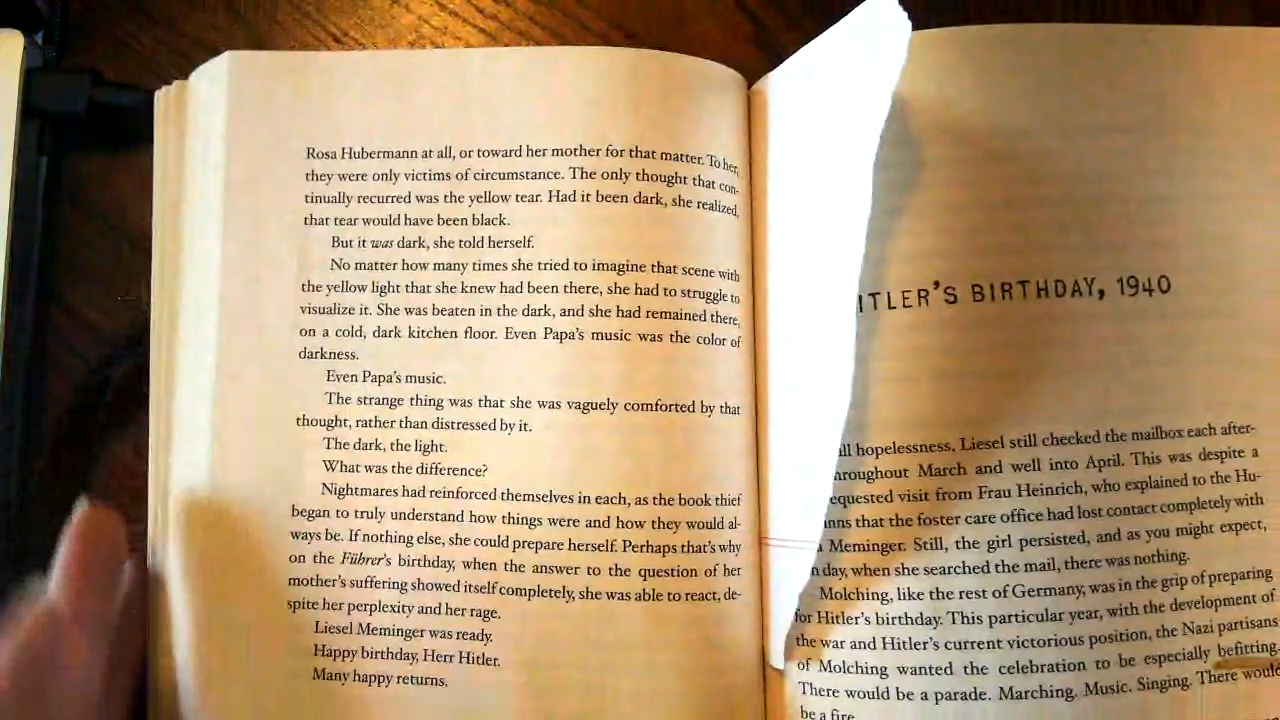 Rosa Hubermann at all, or toward her mother for that matter. To her,
they were only victims of circumstance. The only thought that con-
tinually recurred was the yellow tear. Had it been dark, she realized,
that tear would have been black.
But it was dark, she told herself.
No matter how many times she tried to imagine that scene with
the yellow light that she knew had been there, she had to struggle to
visualize it. She was beaten in the dark, and she had remained there,
on a cold, dark kitchen floor. Even Papa's music was the color of
darkness.
Even Papa's music.
The strange thing was that she was vaguely comforted by that
thought, rather than distressed by it.
The dark, the light.
What was the difference?
Nightmares had reinforced themselves in each, as the book thief
began to truly understand how things were and how they would al-
ways be. If nothing else, she could prepare herself. Perhaps that's why
on the Führer's birthday, when the answer to the question of her
mother's suffering showed itself completely, she was able to react, de-
spite her perplexity and her rage.
Liesel Meminger was ready.
Happy birthday, Herr Hitler.
Many happy returns.
ITLER'S BIRTHDAY, 1940
ll hopelessness, Liesel still checked the mailbox each after-
hroughout March and well into April. This was despite a
equested visit from Frau Heinrich, who explained to the Hu-
nns that the foster care office had lost contact completely with
Meminger. Still, the girl persisted, and as you might expect,
day, when she searched the mail, there was nothing.
Molching, like the rest of Germany, was in the grip of preparing
for Hitler's birthday. This particular year, with the development of
the war and Hitler's current victorious position, the Nazi partisans
of Molching wanted the celebration to be especially befitting.
There would be a parade. Marching. Music. Singing. There would
be a fire.